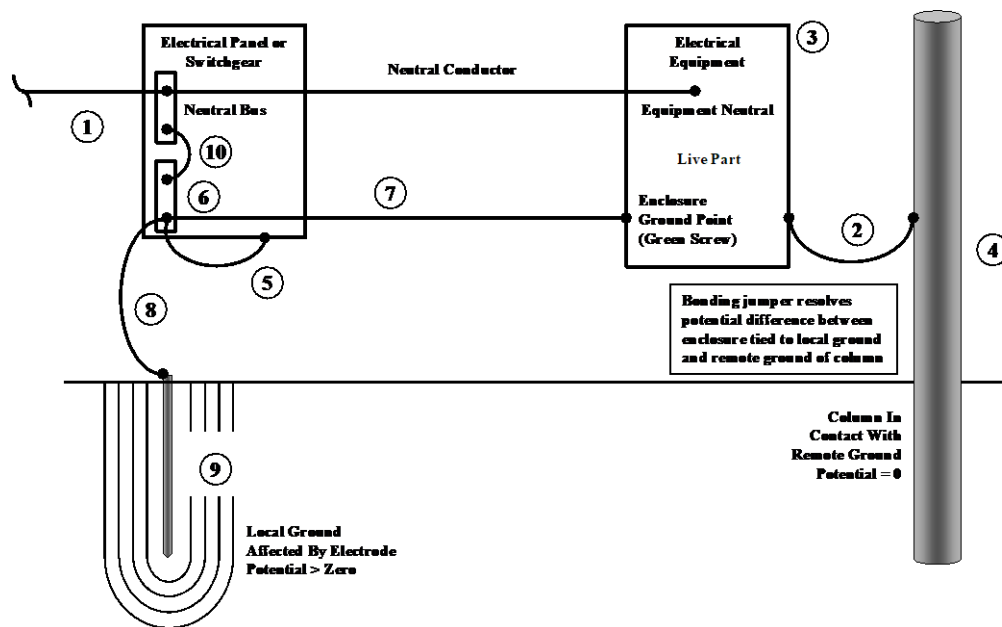 Electrical Panel or
Switchgear
Neutral Bus
Neutral Conductor
Electrical
Equipment
Equipment Neutral
Live Part
Enclosure
Ground Point
(Green Screw)
1
2
3
4
5
6
7
8
9
10
Bonding jumper resolves
potential difference between
enclosure tied to local ground
and remote ground of column
Column In
Contact With
Remote Ground
Potential = 0
Local Ground
Affected By Electrode
Potential > Zero